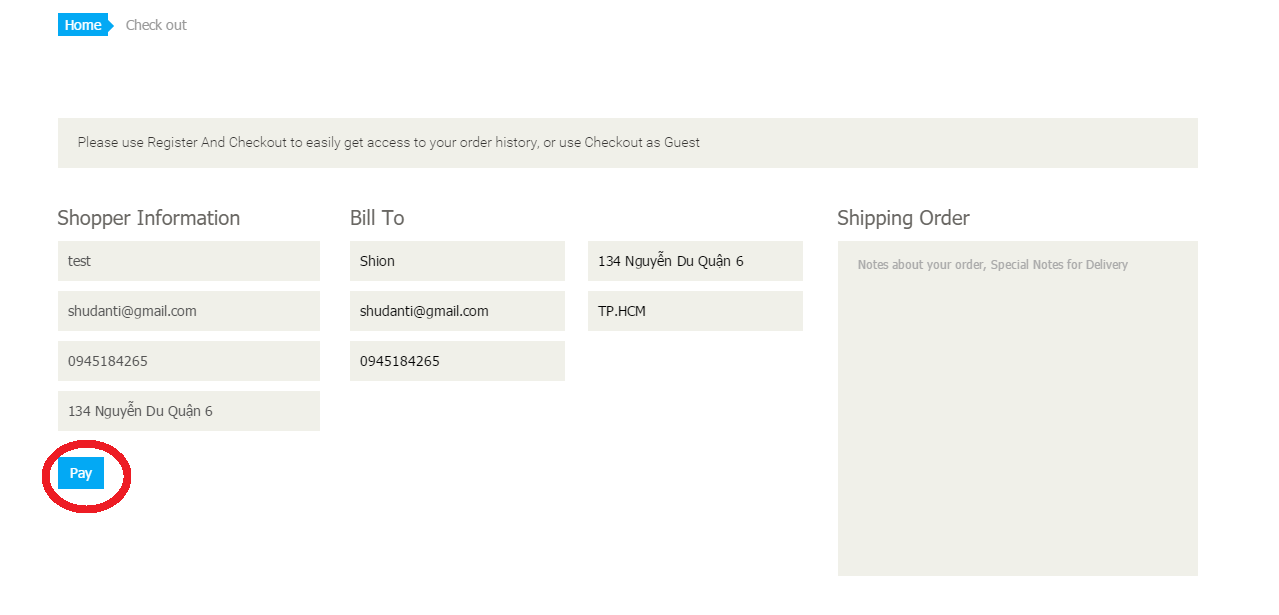 Home Check out
Please use Register And Checkout to easily get access to your order history, or use Checkout as Guest
Shopper Information
test
shudanti@gmail.com
0945184265
134 Nguyễn Du Quận 6
Pay
Bill To
Shion
shudanti@gmail.com
0945184265
134 Nguyễn Du Quận 6
TP.HCM
Shipping Order
Notes about your order, Special Notes for Delivery